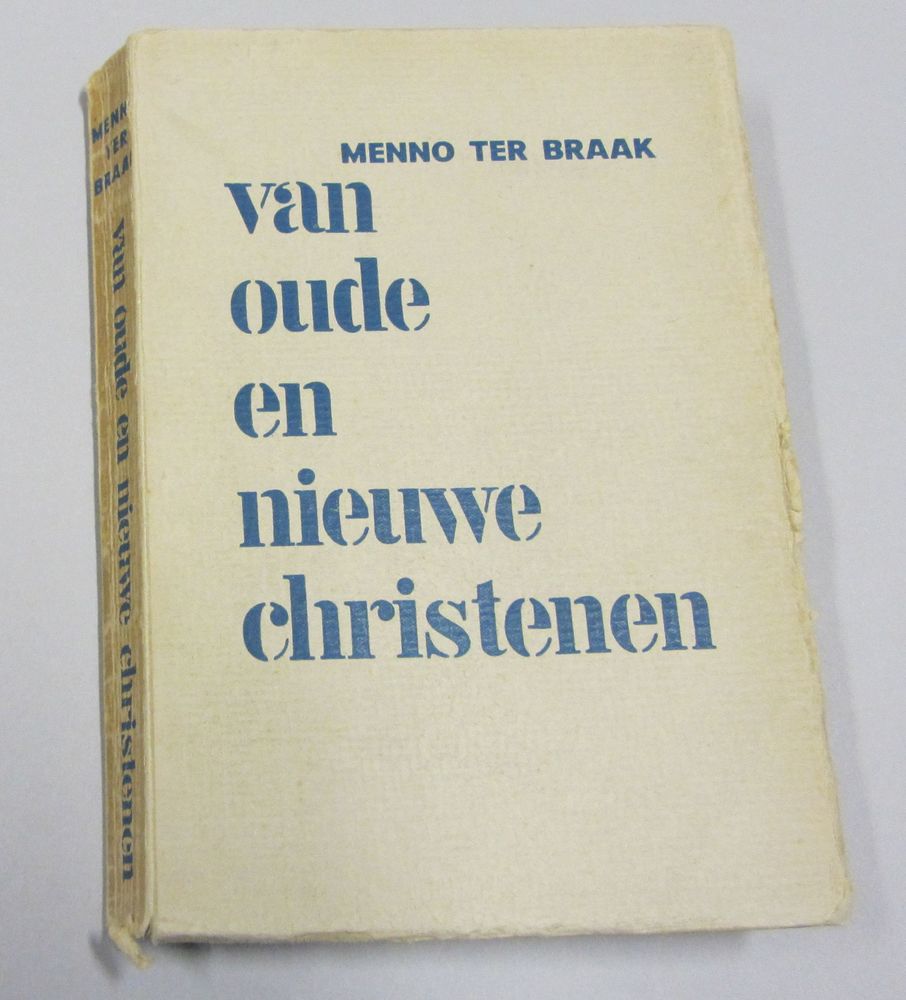 MENNO TER BRAAK
van
oude
en
nieuwe
christenen
MENNO
TER
BRAAK
van oude en nieuwe christenen